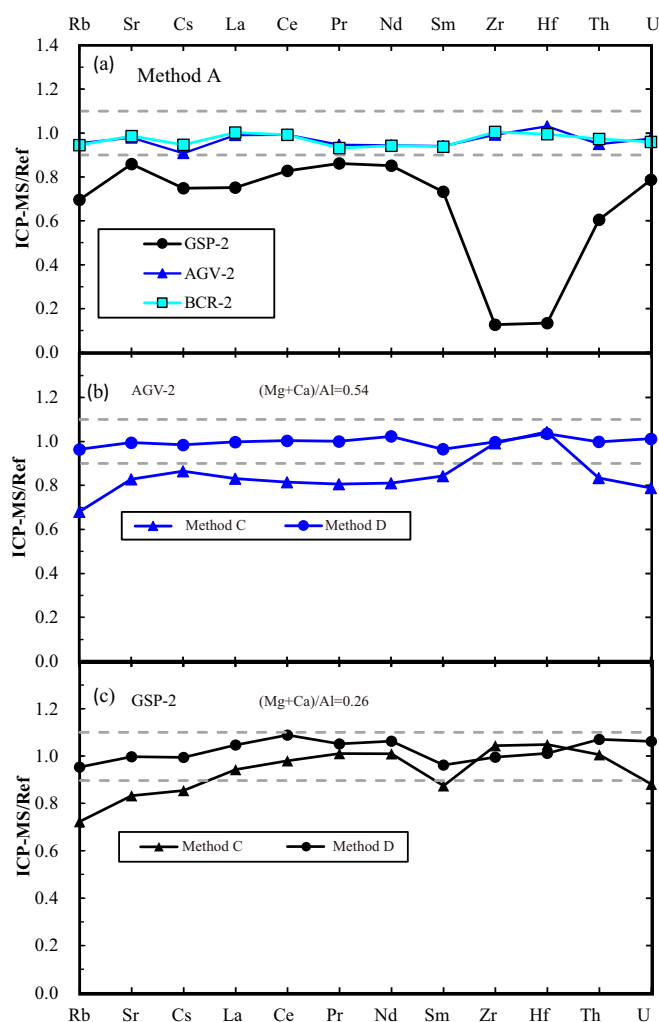 Rb Sr Cs La Ce Pr Nd Sm Zr Hf Th U
1.4
(a) Method A
1.2
1.0
0.8
0.6
0.4
0.2
0.0
ICP-MS/Ref
GSP-2
AGV-2
BCR-2
(b) AGV-2 (Mg+Ca)/Al=0.54
1.2
1.0
0.8
0.6
0.4
0.2
0.0
ICP-MS/Ref
Method C Method D
(c) GSP-2 (Mg+Ca)/Al=0.26
1.2
1.0
0.8
0.6
0.4
0.2
0.0
ICP-MS/Ref
Method C Method D
Rb Sr Cs La Ce Pr Nd Sm Zr Hf Th U